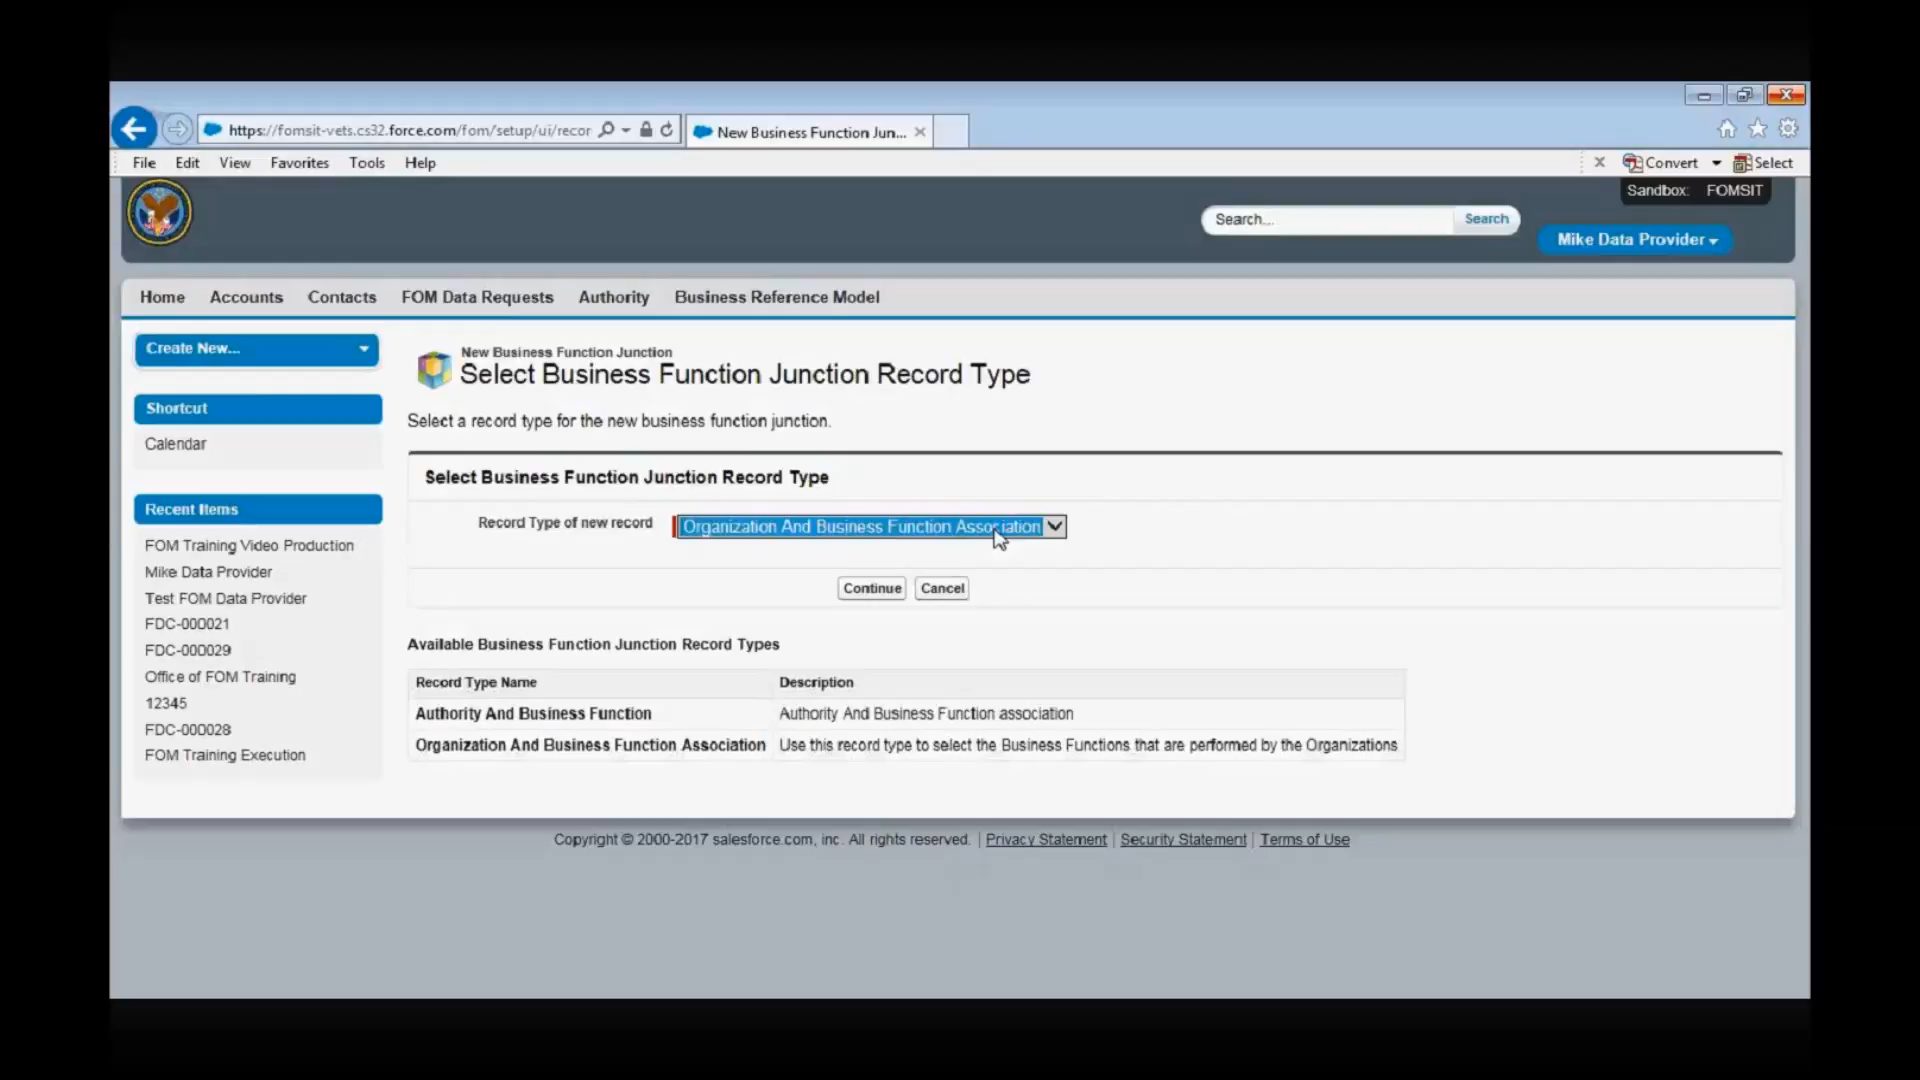 https://fomsit-vets.cs32.force.com/fom/setup/ui/recor
New Business Function Jun...
File Edit View Favorites Tools Help
Convert Select
Sandbox: FOMSIT
Search...
Search
Mike Data Provider
Home Accounts Contacts FOM Data Requests Authority Business Reference Model
Create New...
Shortcut
Calendar
Recent Items
FOM Training Video Production
Mike Data Provider
Test FOM Data Provider
FDC-000021
FDC-000029
Office of FOM Training
12345
FDC-000028
FOM Training Execution
New Business Function Junction
Select Business Function Junction Record Type
Select a record type for the new business function junction.
Select Business Function Junction Record Type
Record Type of new record Organization And Business Function Association
Continue Cancel
Available Business Function Junction Record Types
Record Type Name Description
Authority And Business Function Authority And Business Function association
Organization And Business Function Association Use this record type to select the Business Functions that are performed by the Organizations
Copyright © 2000-2017 salesforce.com, inc. All rights reserved. | Privacy Statement | Security Statement | Terms of Use